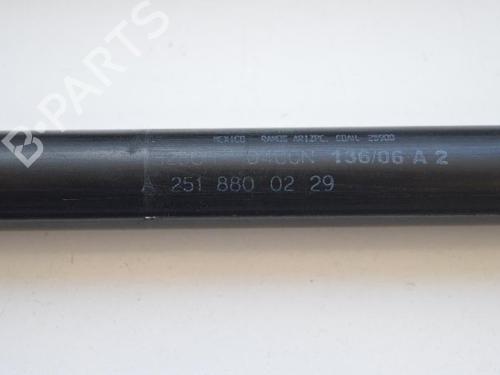 MEXICO RAMOS ARIZPE, COAH. 25900
136/06 A 2
A 251 880 02 29
B-PARTS